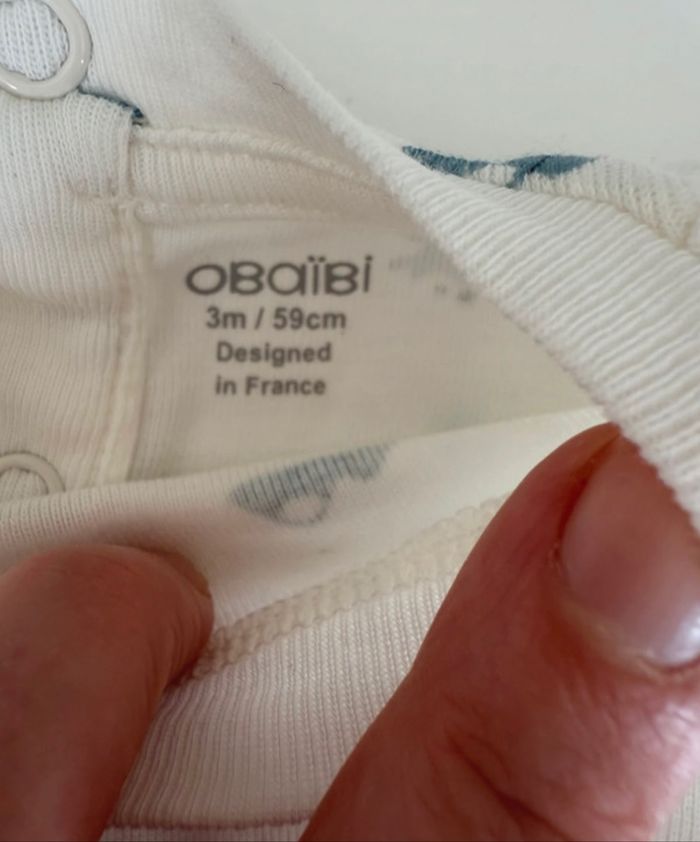 OBaïBi
3m / 59cm
Designed
in France